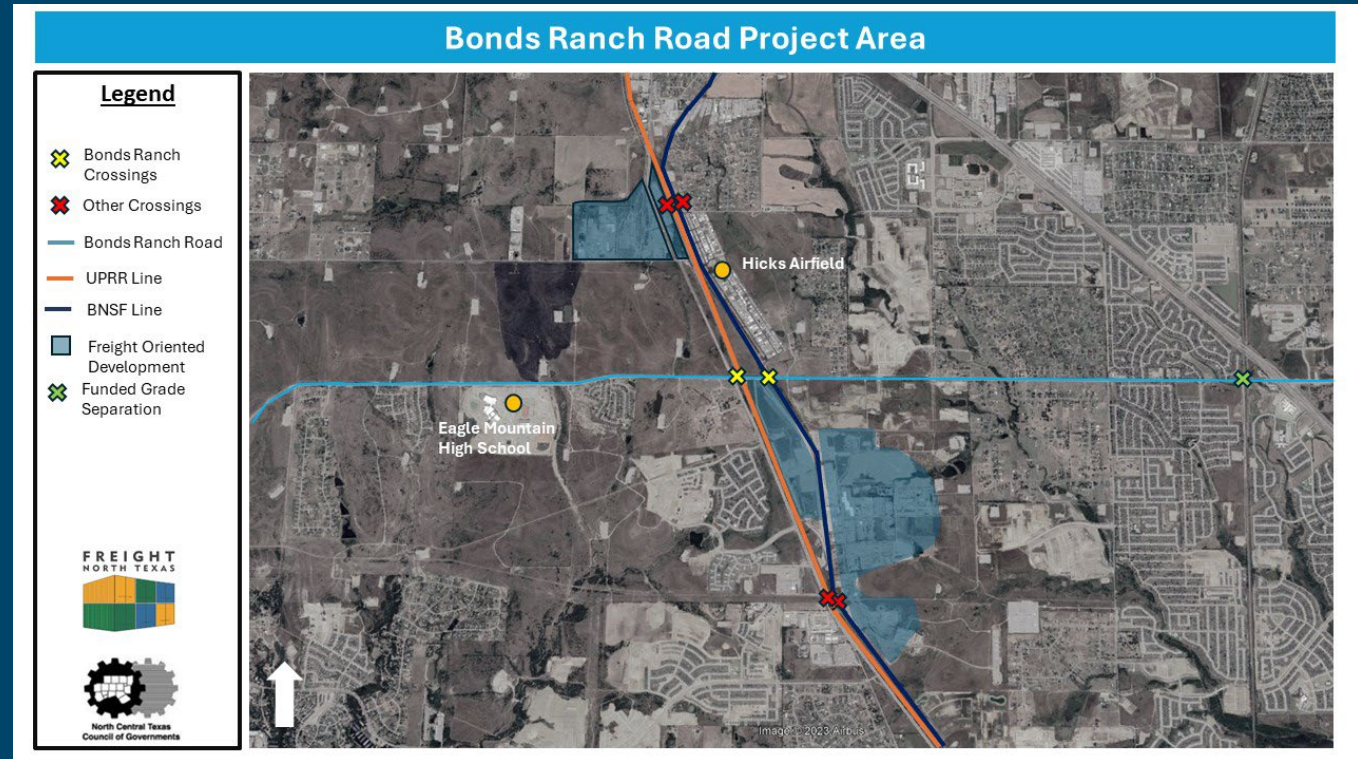 Bonds Ranch Road Project Area
Legend
Bonds Ranch
Crossings
Other Crossings
Bonds Ranch Road
UPRR Line
BNSF Line
Freight Oriented
Development
Funded Grade
Separation
FREIGHT
NORTH TEXAS
North Central Texas
Council of Governments
Hicks Airfield
Eagle Mountain
High School
Image © 2023 Airbus